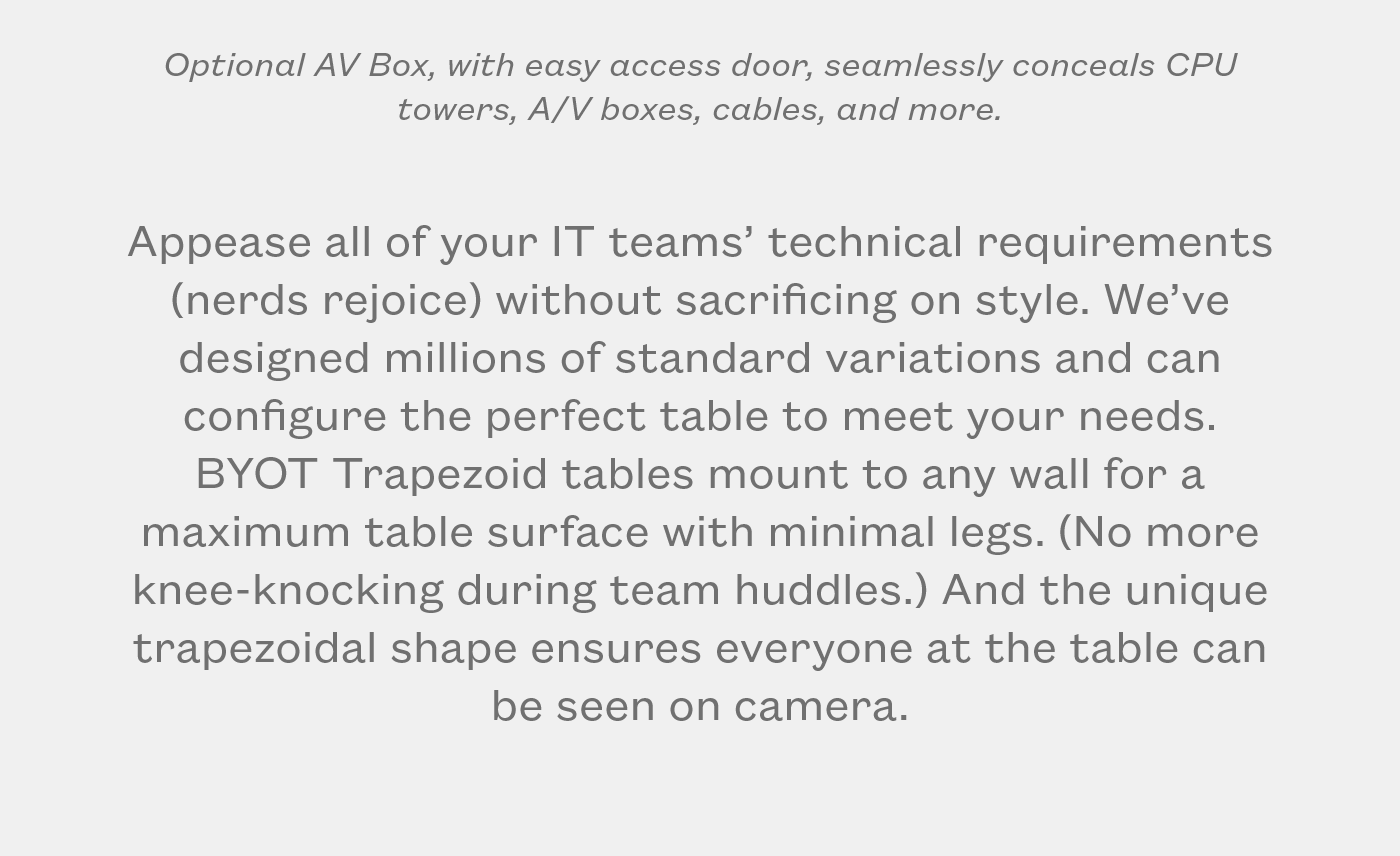 Optional AV Box, with easy access door, seamlessly conceals CPU
towers, A/V boxes, cables, and more.
Appease all of your IT teams’ technical requirements
(nerds rejoice) without sacrificing on style. We’ve
designed millions of standard variations and can
configure the perfect table to meet your needs.
BYOT Trapezoid tables mount to any wall for a
maximum table surface with minimal legs. (No more
knee-knocking during team huddles.) And the unique
trapezoidal shape ensures everyone at the table can
be seen on camera.